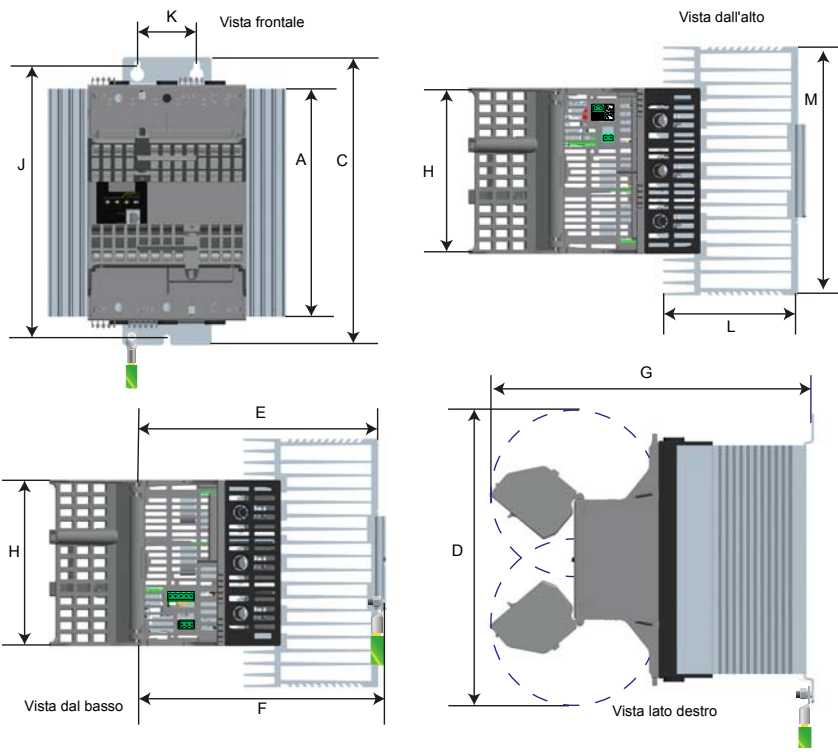 K
Vista frontale
J
A
C
Vista dall'alto
H
M
L
E
H
F
Vista dal basso
G
D
Vista lato destro